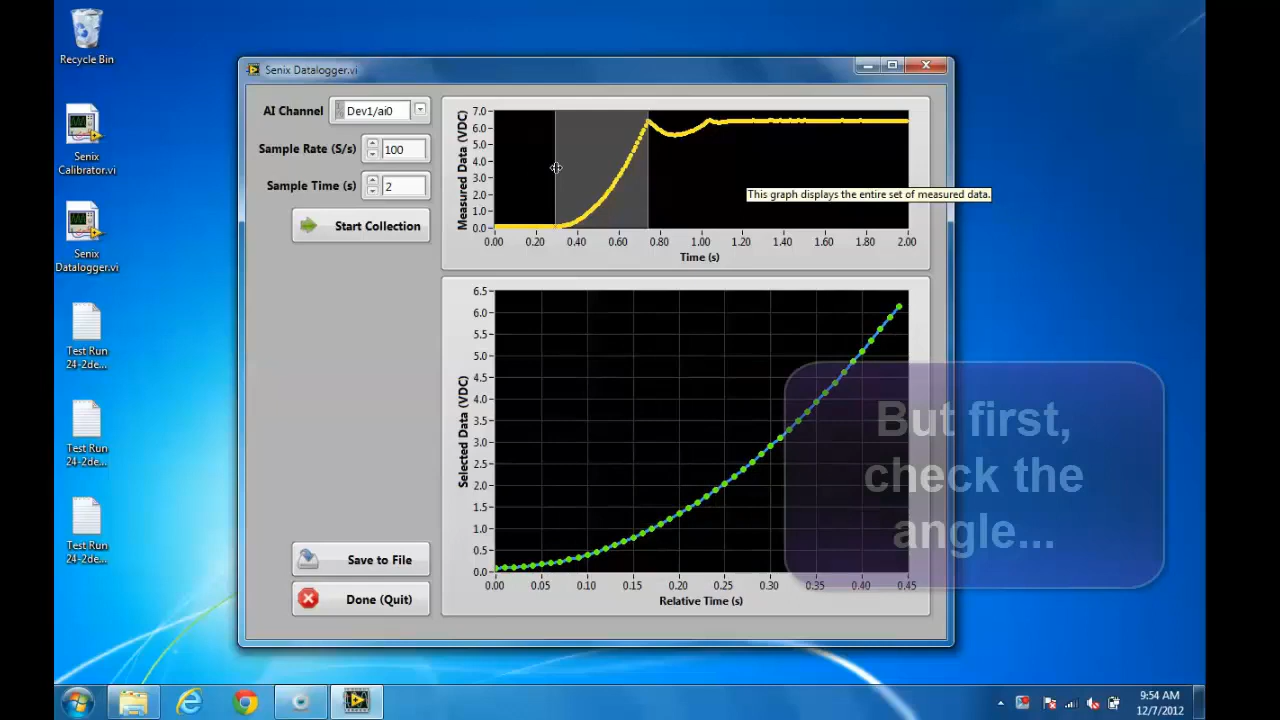 Recycle Bin
Senix
Calibrator.vi
Senix
Datalogger.vi
Test Run
24-2de...
Test Run
24-2de...
Test Run
24-2de...
Senix Datalogger.vi
AI Channel
Dev1/ai0
Sample Rate (S/s)
100
Sample Time (s)
2
Start Collection
Save to File
Done (Quit)
Measured Data (VDC)
7.0
6.0
5.0
4.0
3.0
2.0
1.0
0.0
0.00 0.20 0.40 0.60 0.80 1.00 1.20 1.40 1.60 1.80 2.00
Time (s)
This graph displays the entire set of measured data.
Selected Data (VDC)
6.5
6.0
5.5
5.0
4.5
4.0
3.5
3.0
2.5
2.0
1.5
1.0
0.5
0.0
0.00 0.05 0.10 0.15 0.20 0.25 0.30 0.35 0.40 0.45
Relative Time (s)
But first,
check the
angle...
9:54 AM
12/7/2012